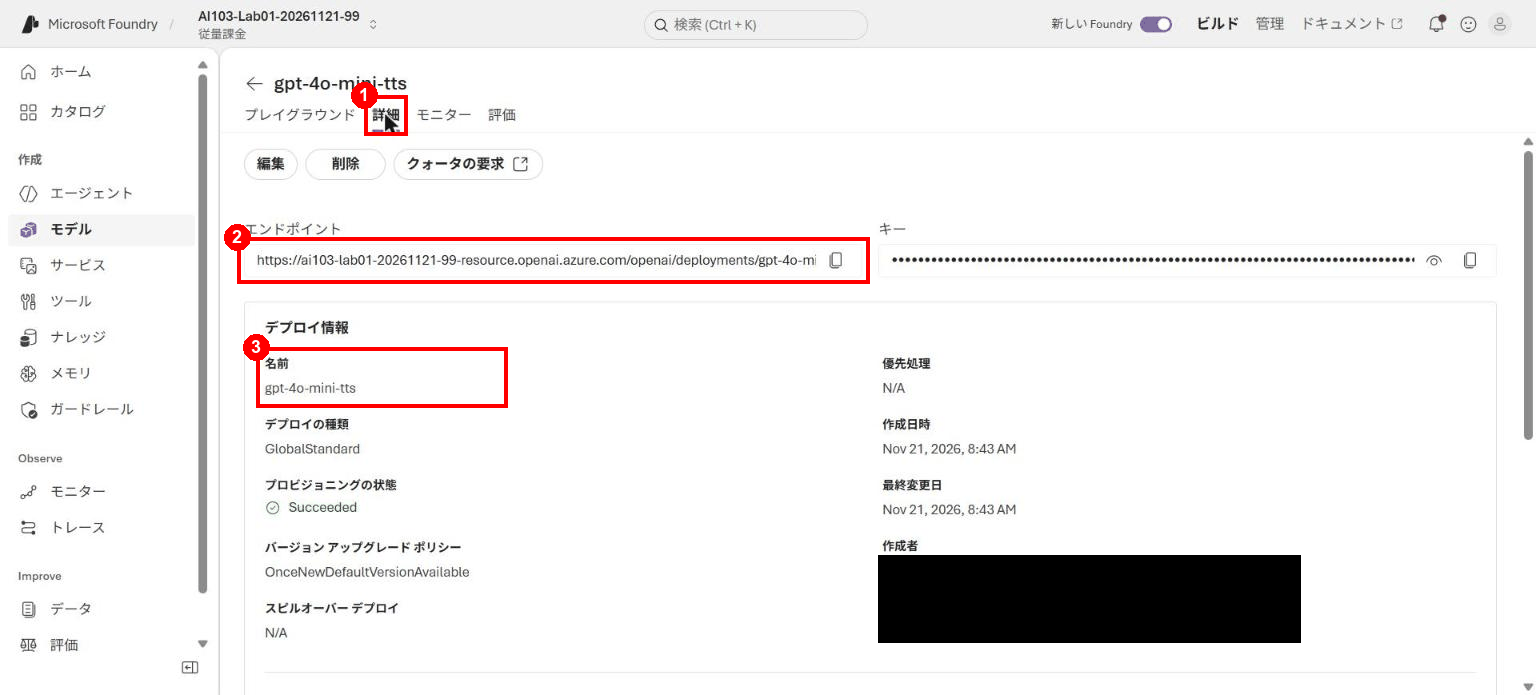 Microsoft Foundry / AI103-Lab01-20261121-99
従量課金
検索 (Ctrl + K)
新しい Foundry
ビルド
管理
ドキュメント
ホーム
カタログ
作成
エージェント
モデル
サービス
ツール
ナレッジ
メモリ
ガードレール
Observe
モニター
トレース
Improve
データ
評価
gpt-4o-mini-tts
プレイグラウンド 詳細 モニター 評価
1
編集 削除 クォータの要求
2
エンドポイント
https://ai103-lab01-20261121-99-resource.openai.azure.com/openai/deployments/gpt-4o-mi
キー
••••••••••••••••••••••••••••••••••••••••••••••••••••••••••••••••••••••••••••••••••••
デプロイ情報
3
名前
gpt-4o-mini-tts
デプロイの種類
GlobalStandard
プロビジョニングの状態
Succeeded
バージョン アップグレード ポリシー
OnceNewDefaultVersionAvailable
スピルオーバー デプロイ
N/A
優先処理
N/A
作成日時
Nov 21, 2026, 8:43 AM
最終変更日
Nov 21, 2026, 8:43 AM
作成者